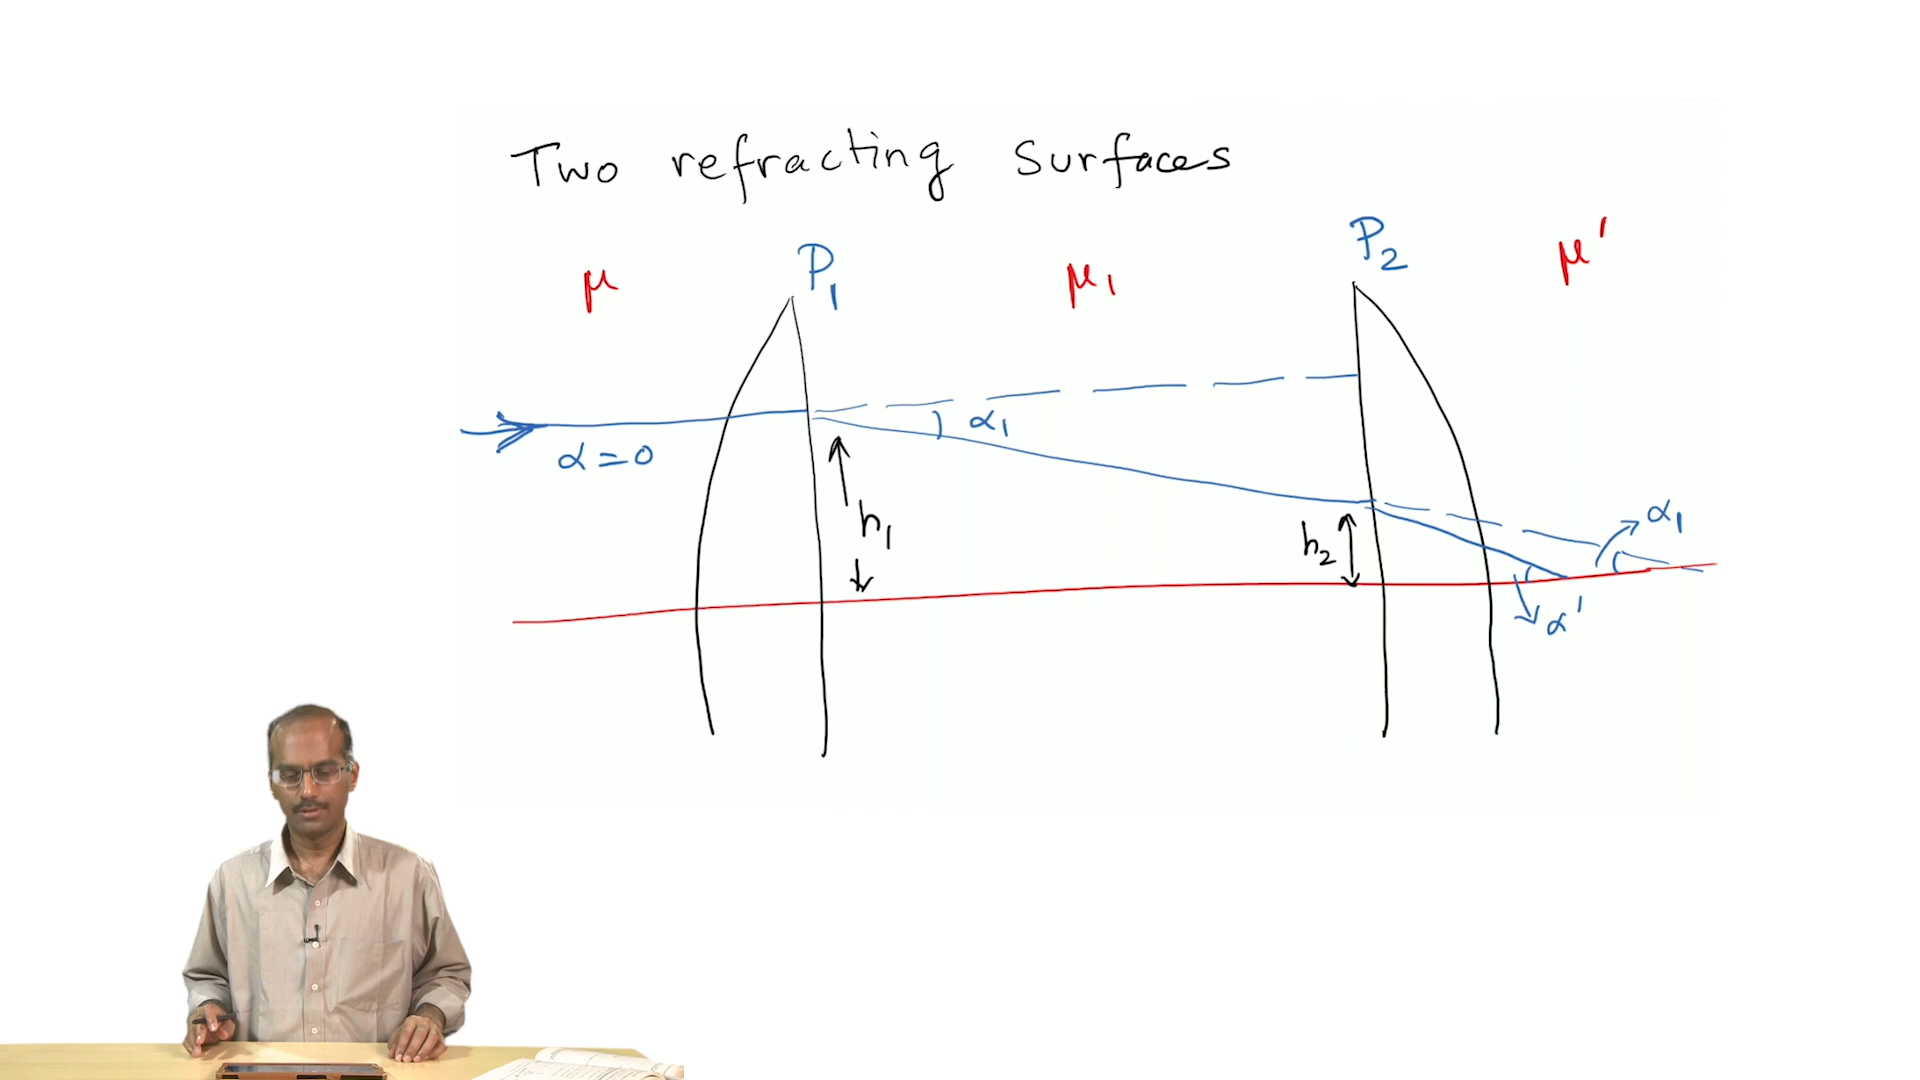 Two refracting surfaces
μ P₁ μ₁ P₂ μ'
α = 0 α₁
h₁ h₂ α₁
α'